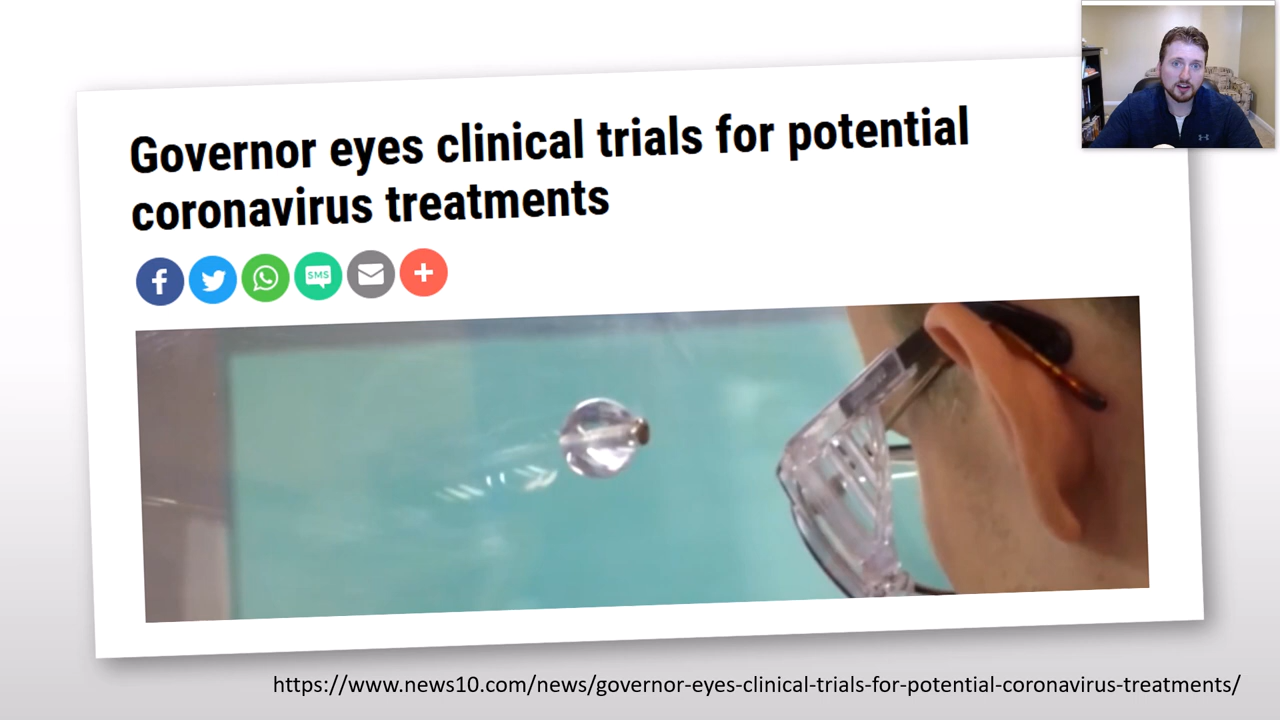 Governor eyes clinical trials for potential
coronavirus treatments
SMS
https://www.news10.com/news/governor-eyes-clinical-trials-for-potential-coronavirus-treatments/